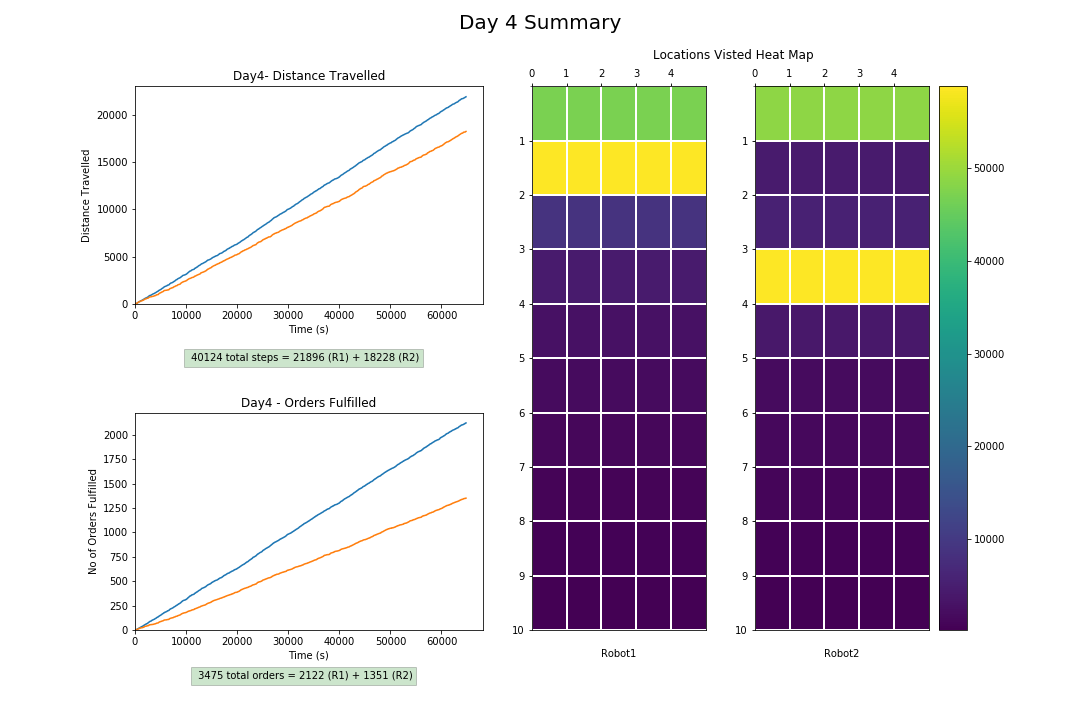 Day 4 Summary
Day4- Distance Travelled
20000
15000
10000
5000
0
Distance Travelled
0 10000 20000 30000 40000 50000 60000
Time (s)
40124 total steps = 21896 (R1) + 18228 (R2)
Day4 - Orders Fulfilled
2000
1750
1500
1250
1000
750
500
250
0
No of Orders Fulfilled
0 10000 20000 30000 40000 50000 60000
Time (s)
3475 total orders = 2122 (R1) + 1351 (R2)
Locations Visted Heat Map
0 1 2 3 4
1
2
3
4
5
6
7
8
9
10
Robot1
0 1 2 3 4
1
2
3
4
5
6
7
8
9
10
Robot2
50000
40000
30000
20000
10000